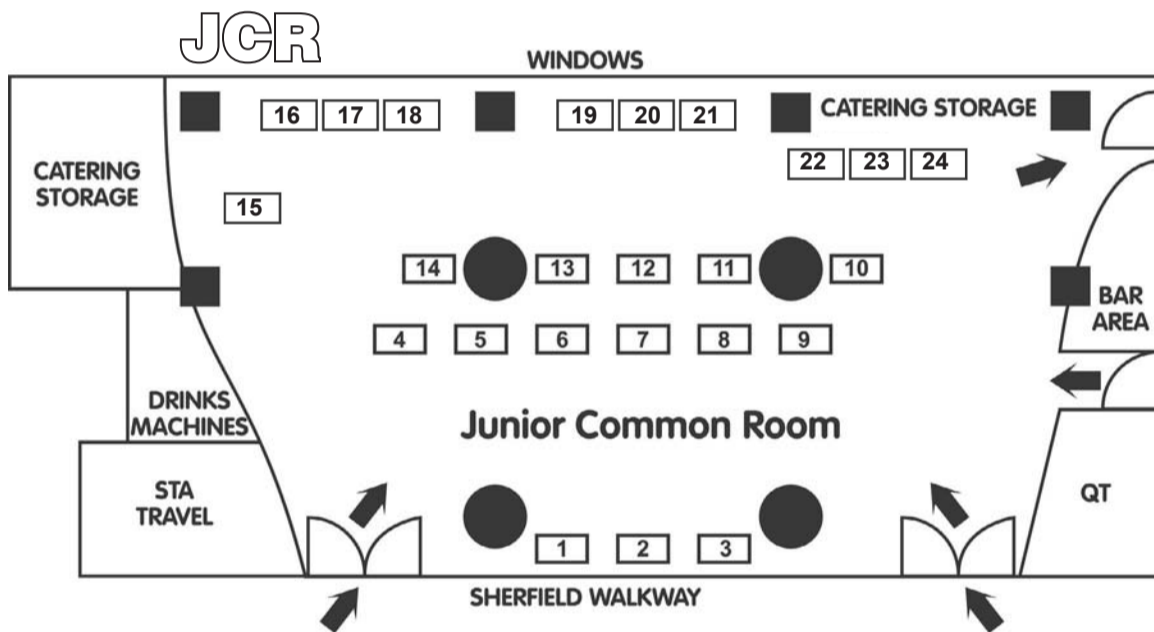 JCR
WINDOWS
16 17 18 19 20 21 CATERING STORAGE
22 23 24
CATERING
STORAGE
15
14 13 12 11 10
BAR
AREA
4 5 6 7 8 9
DRINKS
MACHINES
Junior Common Room
STA
TRAVEL
QT
1 2 3
SHERFIELD WALKWAY